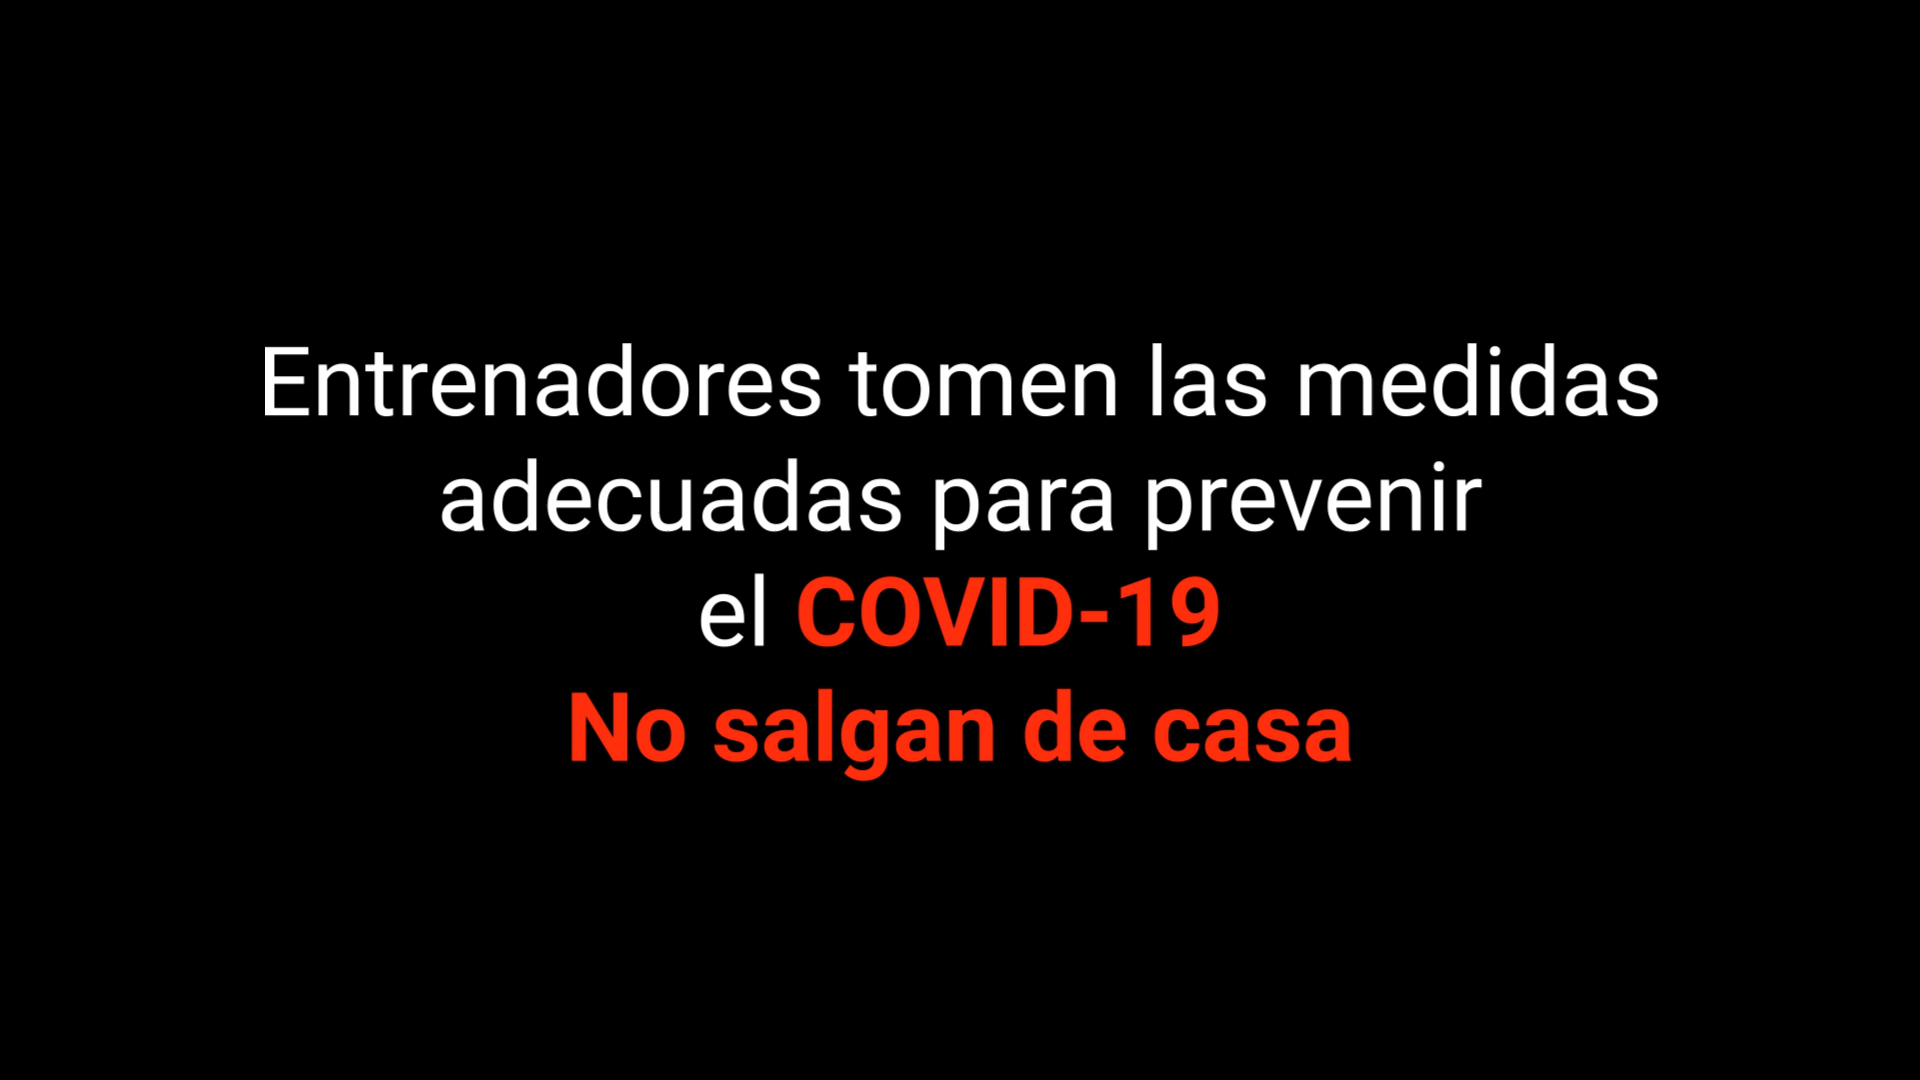 Entrenadores tomen las medidas
adecuadas para prevenir
el COVID-19
No salgan de casa